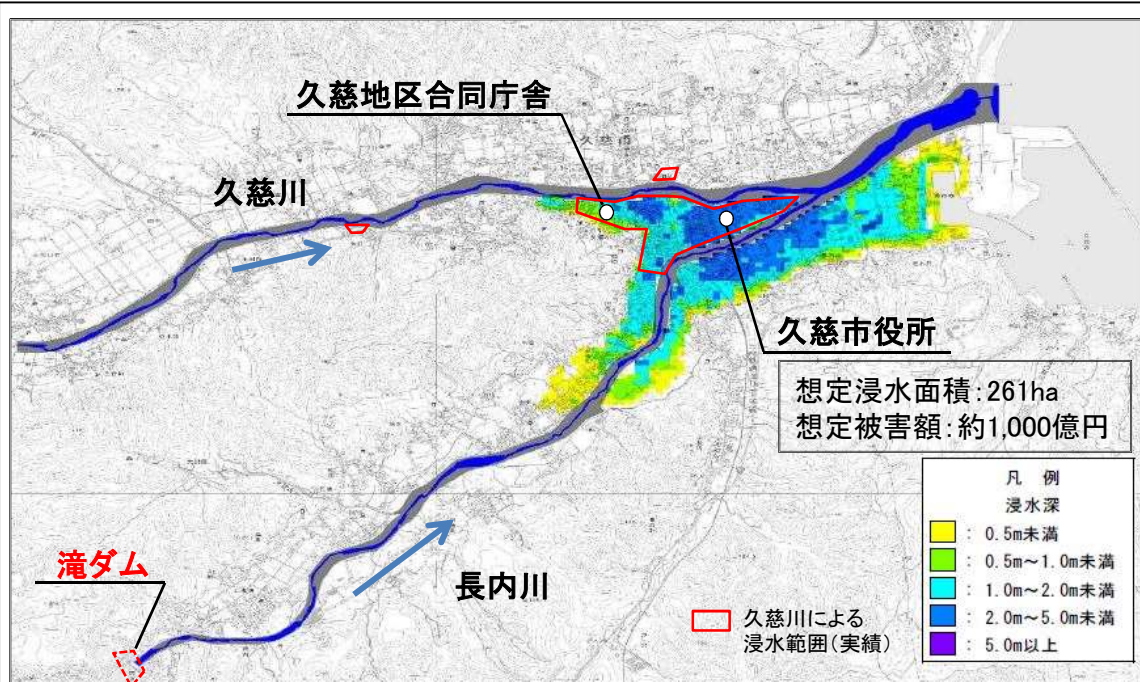 久慈地区合同庁舎
久慈川
久慈市役所
想定浸水面積:261ha
想定被害額:約1,000億円
凡 例
浸水深
: 0.5m未満
: 0.5m~1.0m未満
: 1.0m~2.0m未満
: 2.0m~5.0m未満
: 5.0m以上
滝ダム
長内川
久慈川による
浸水範囲(実績)